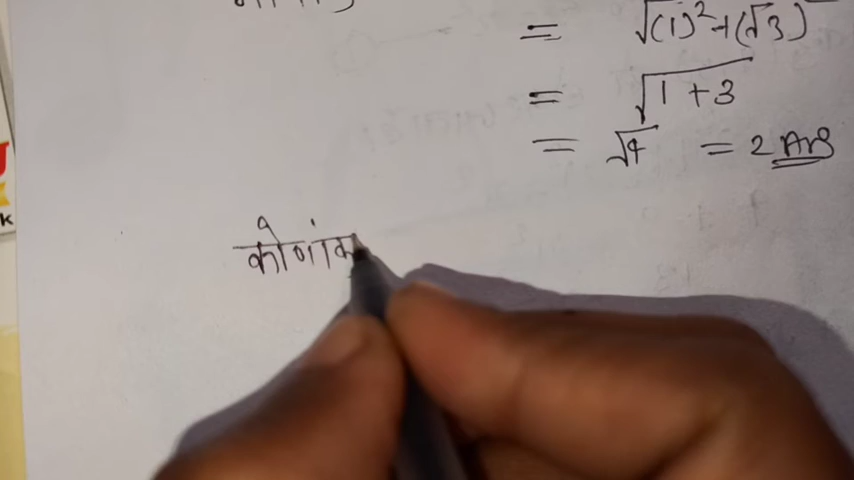 = √(1)²+(√3)²
= √1+3
= √4 = 2 Ans
कोणांक